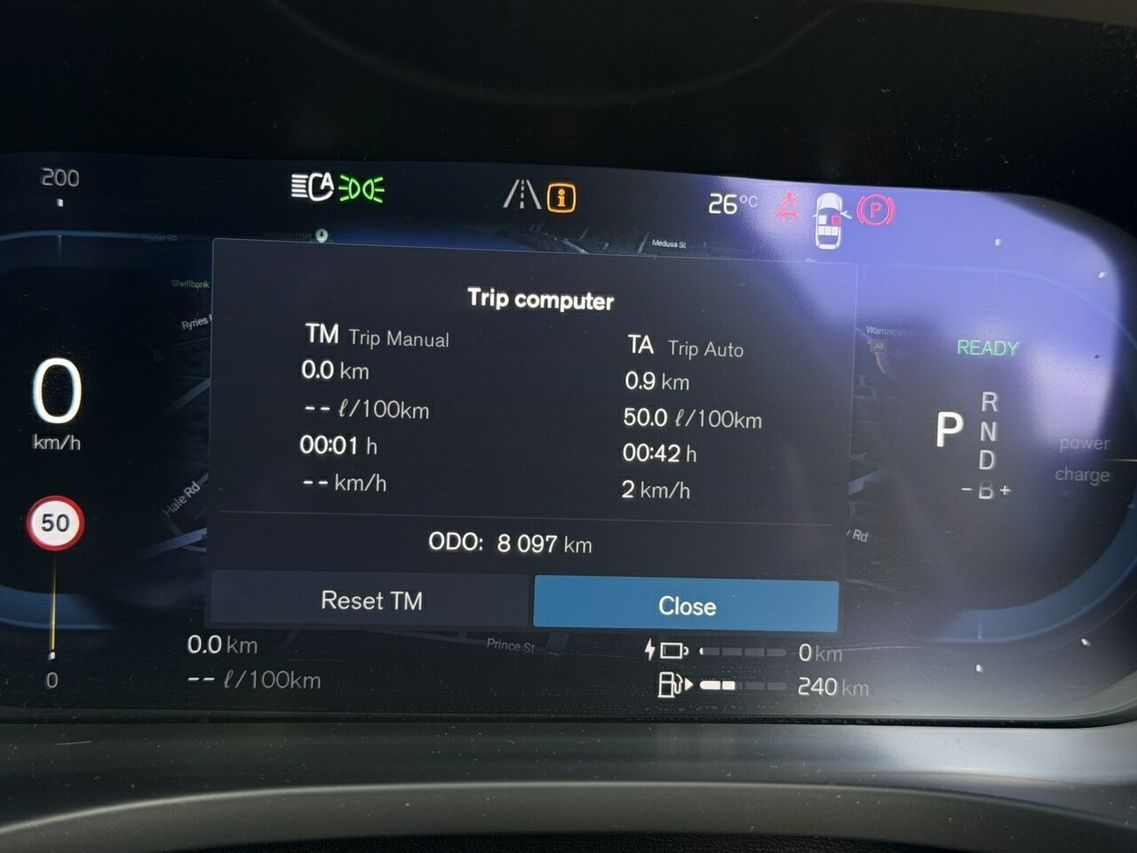 200
A
i
26°C
P
Medusa St
Shellbank
Trip computer
TM Trip Manual
TA Trip Auto
0.0 km
0.9 km
-- ℓ/100km
50.0 ℓ/100km
00:01 h
00:42 h
-- km/h
2 km/h
ODO: 8 097 km
Reset TM
Close
0
km/h
50
0
Hale Rd
Rd
READY
P
R
N
D
- B +
power
charge
Prince St
0.0 km
-- ℓ/100km
0 km
240 km